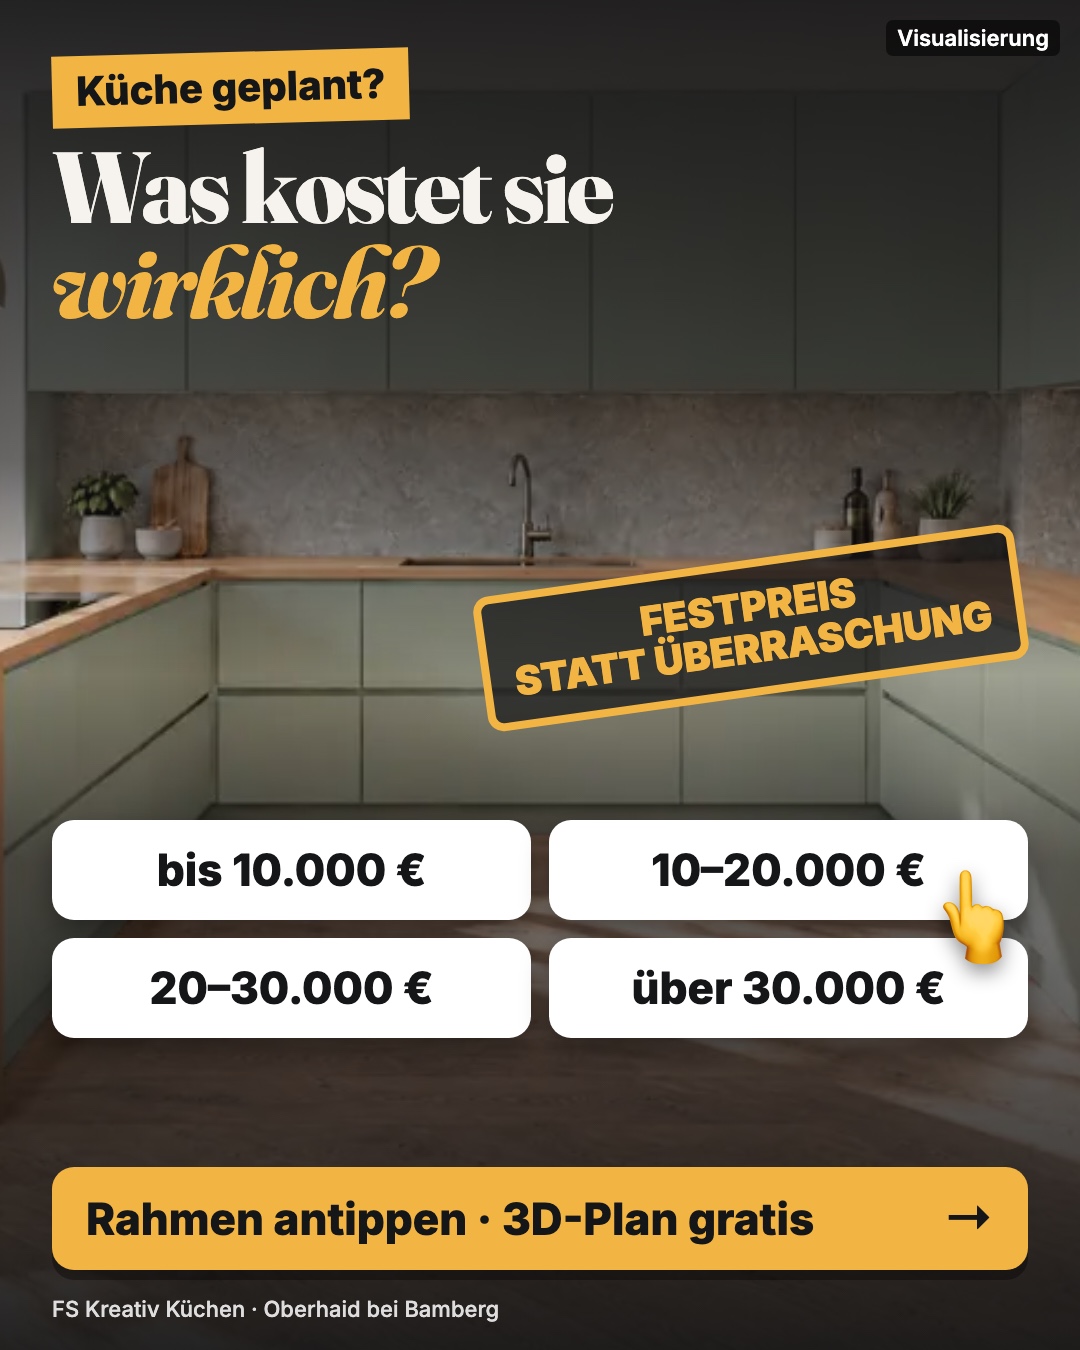 Visualisierung
Küche geplant?
Was kostet sie
wirklich?
FESTPREIS
STATT ÜBERRASCHUNG
bis 10.000 €
10–20.000 €
20–30.000 €
über 30.000 €
Rahmen antippen · 3D-Plan gratis →
FS Kreativ Küchen · Oberhaid bei Bamberg